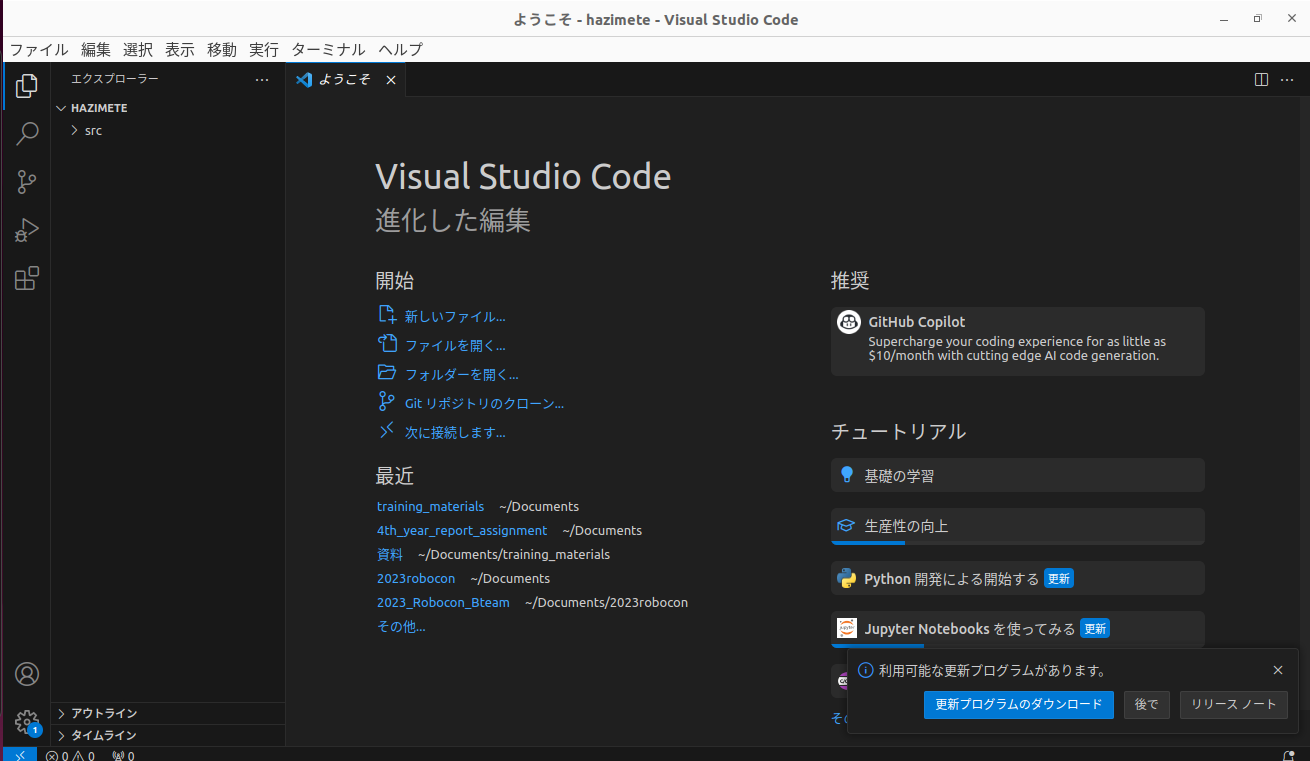 ようこそ - hazimete - Visual Studio Code
ファイル 編集 選択 表示 移動 実行 ターミナル ヘルプ
エクスプローラー
HAZIMETE
src
アウトライン
タイムライン
ようこそ
Visual Studio Code
進化した編集
開始
新しいファイル...
ファイルを開く...
フォルダーを開く...
Git リポジトリのクローン...
次に接続します...
最近
training_materials ~/Documents
4th_year_report_assignment ~/Documents
資料 ~/Documents/training_materials
2023robocon ~/Documents
2023_Robocon_Bteam ~/Documents/2023robocon
その他...
推奨
GitHub Copilot
Supercharge your coding experience for as little as
$10/month with cutting edge AI code generation.
チュートリアル
基礎の学習
生産性の向上
Python 開発による開始する 更新
jupyter
Jupyter Notebooks を使ってみる 更新
利用可能な更新プログラムがあります。
更新プログラムのダウンロード 後で リリース ノート
1
0 0 0